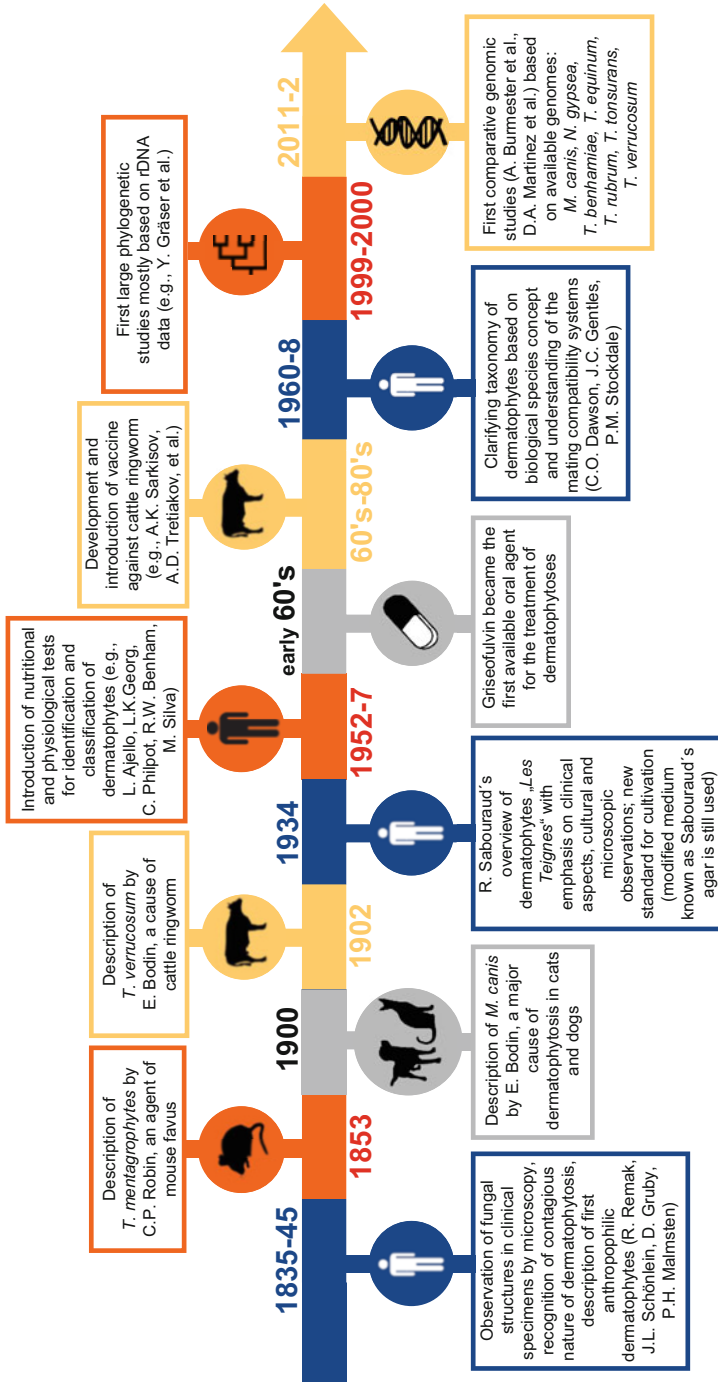 1835-45
Observation of fungal
structures in clinical
specimens by microscopy,
recognition of contagious
nature of dermatophytosis,
description of first
anthropophilic
dermatophytes (R. Remak,
J.L. Schönlein, D. Gruby,
P.H. Malmsten)
Description of
T. mentagrophytes by
C.P. Robin, an agent of
mouse favus
1853
1900
Description of M. canis
by E. Bodin, a major
cause of
dermatophytosis in cats
and dogs
Description of
T. verrucosum by
E. Bodin, a cause of
cattle ringworm
1902
1934
R. Sabouraud´s
overview of
dermatophytes „Les
Teignes“ with
emphasis on clinical
aspects, cultural and
microscopic
observations; new
standard for cultivation
(modified medium
known as Sabouraud´s
agar is still used)
Introduction of nutritional
and physiological tests
for identification and
classification of
dermatophytes (e.g.,
L. Ajello, L.K.Georg,
C. Philpot, R.W. Benham,
M. Silva)
1952-7
early 60's
Griseofulvin became the
first available oral agent
for the treatment of
dermatophytoses
Development and
introduction of vaccine
against cattle ringworm
(e.g., A.K. Sarkisov,
A.D. Tretiakov, et al.)
60's-80's
1960-8
Clarifying taxonomy of
dermatophytes based on
biological species concept
and understanding of the
mating compatibility systems
(C.O. Dawson, J.C. Gentles,
P.M. Stockdale)
First large phylogenetic
studies mostly based on rDNA
data (e.g., Y. Gräser et al.)
1999-2000
2011-2
First comparative genomic
studies (A. Burmester et al.,
D.A. Martinez et al.) based
on available genomes:
M. canis, N. gypsea,
T. benhamiae, T. equinum,
T. rubrum, T. tonsurans,
T. verrucosum